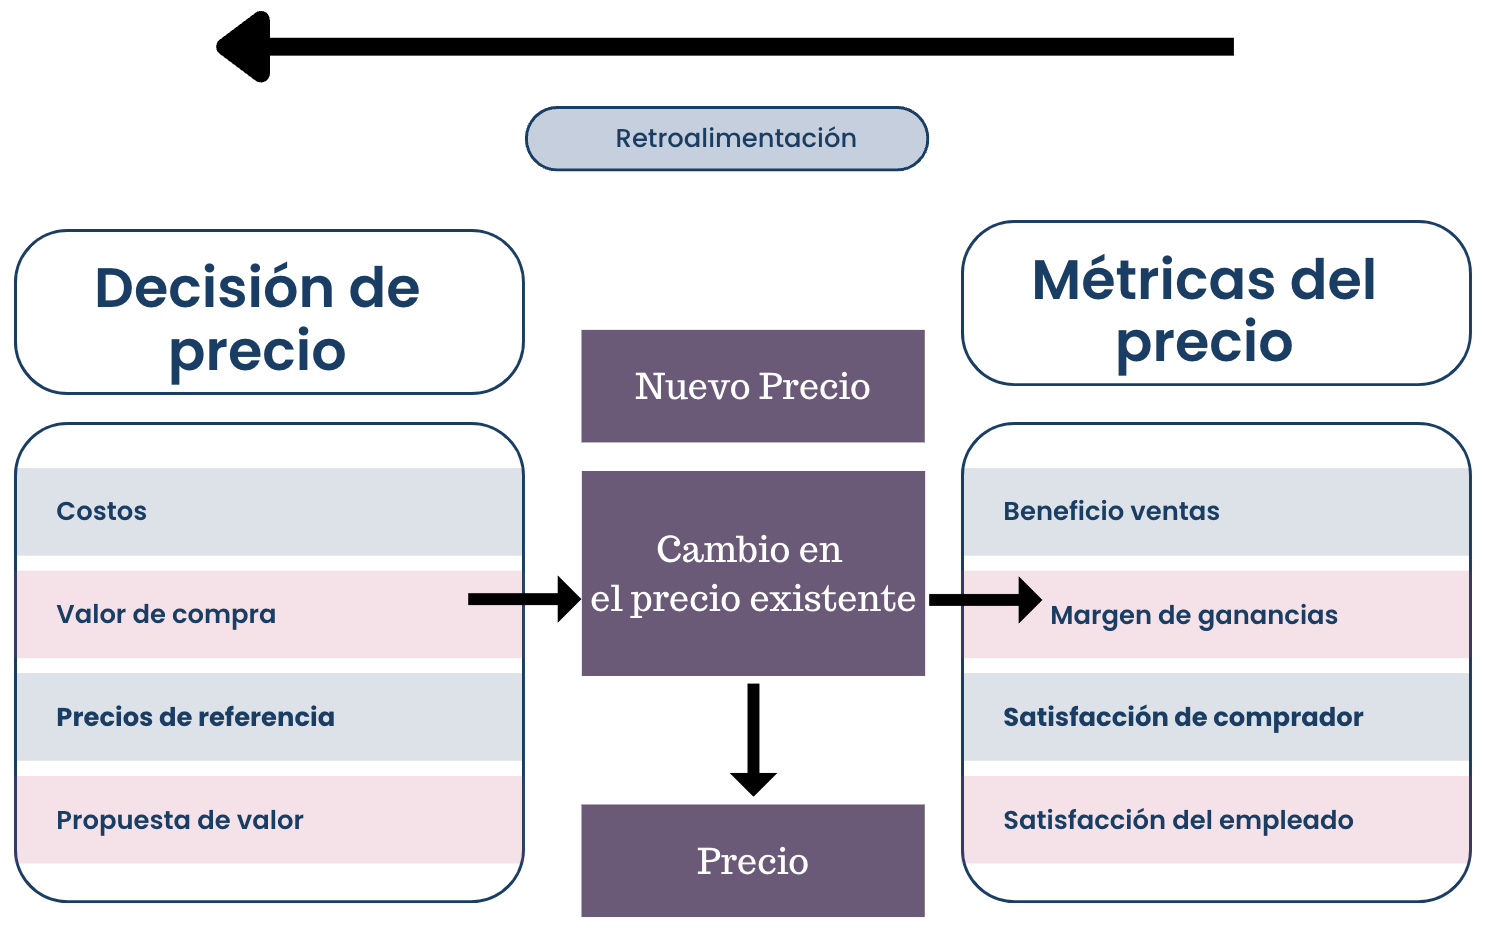 Retroalimentación
Decisión de
precio
Costos
Valor de compra
Precios de referencia
Propuesta de valor
Nuevo Precio
Cambio en
el precio existente
Precio
Métricas del
precio
Beneficio ventas
Margen de ganancias
Satisfacción de comprador
Satisfacción del empleado